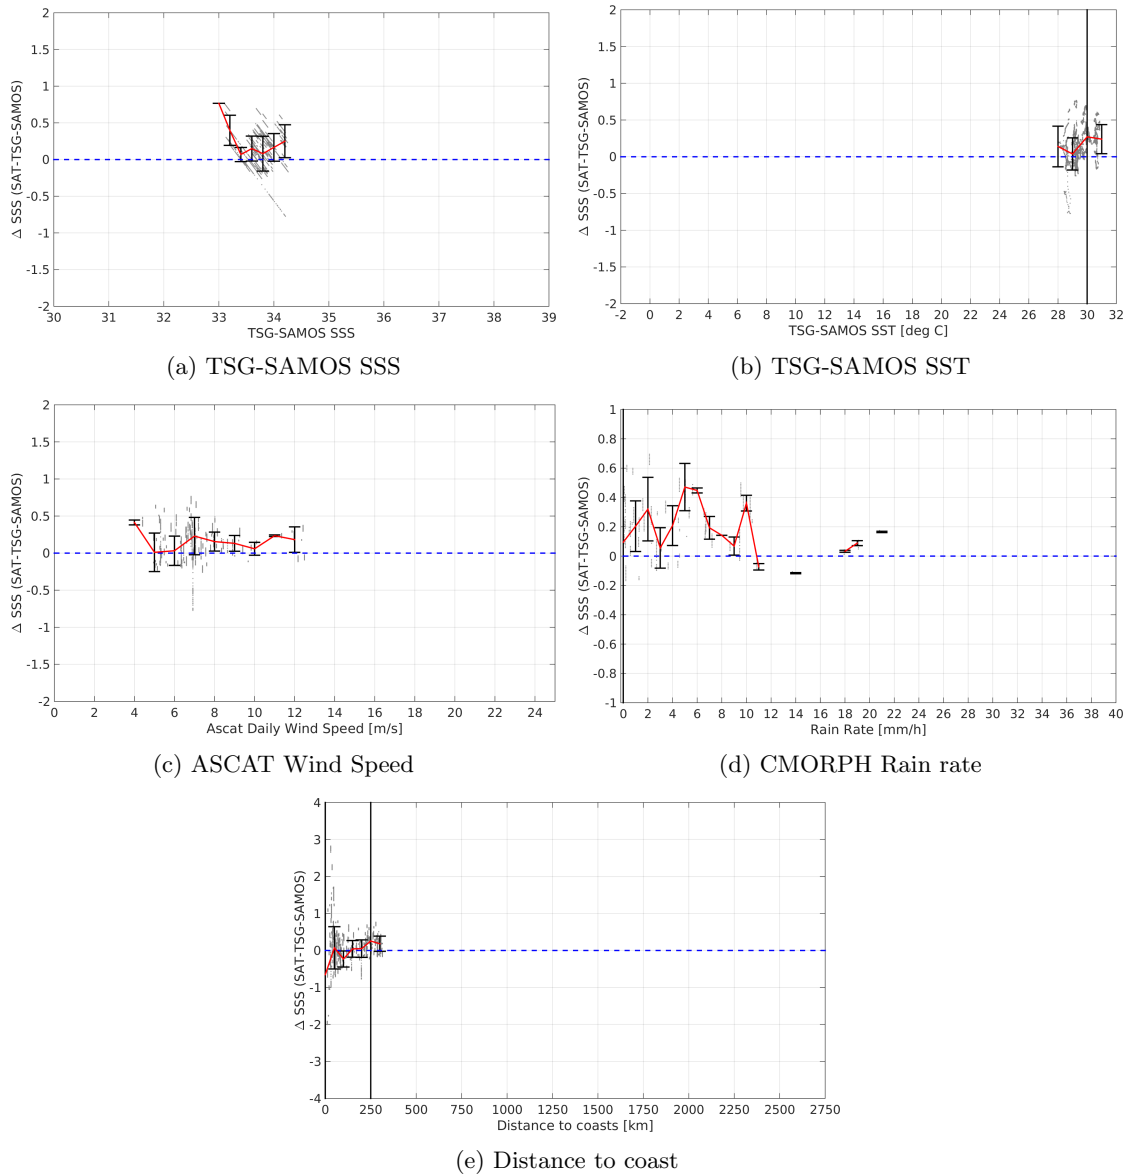 2
1.5
1
0.5
0
-0.5
-1
-1.5
-2
Δ SSS (SAT-TSG-SAMOS)
30 31 32 33 34 35 36 37 38 39
TSG-SAMOS SSS
(a) TSG-SAMOS SSS
2
1.5
1
0.5
0
-0.5
-1
-1.5
-2
Δ SSS (SAT-TSG-SAMOS)
-2 0 2 4 6 8 10 12 14 16 18 20 22 24 26 28 30 32
TSG-SAMOS SST [deg C]
(b) TSG-SAMOS SST
2
1.5
1
0.5
0
-0.5
-1
-1.5
-2
Δ SSS (SAT-TSG-SAMOS)
0 2 4 6 8 10 12 14 16 18 20 22 24
Ascat Daily Wind Speed [m/s]
(c) ASCAT Wind Speed
1
0.8
0.6
0.4
0.2
0
-0.2
-0.4
-0.6
-0.8
-1
Δ SSS (SAT-TSG-SAMOS)
0 2 4 6 8 10 12 14 16 18 20 22 24 26 28 30 32 34 36 38 40
Rain Rate [mm/h]
(d) CMORPH Rain rate
4
3
2
1
0
-1
-2
-3
-4
Δ SSS (SAT-TSG-SAMOS)
0 250 500 750 1000 1250 1500 1750 2000 2250 2500 2750
Distance to coasts [km]
(e) Distance to coast